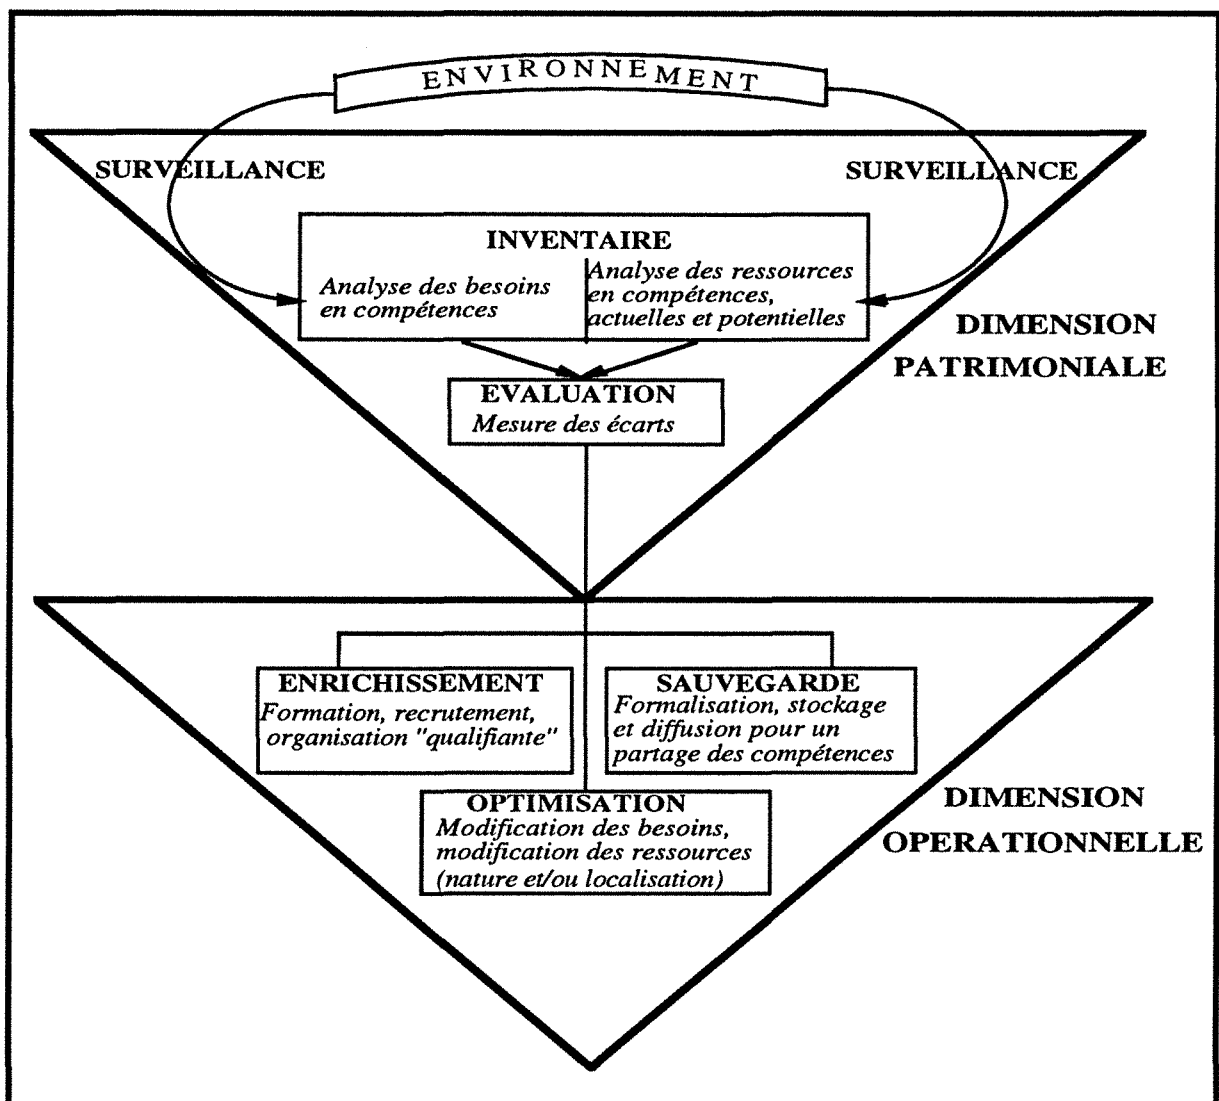 ENVIRONNEMENT
SURVEILLANCE
SURVEILLANCE
INVENTAIRE
Analyse des besoins
en compétences
Analyse des ressources
en compétences,
actuelles et potentielles
DIMENSION
PATRIMONIALE
EVALUATION
Mesure des écarts
ENRICHISSEMENT
Formation, recrutement,
organisation "qualifiante"
SAUVEGARDE
Formalisation, stockage
et diffusion pour un
partage des compétences
OPTIMISATION
Modification des besoins,
modification des ressources
(nature et/ou localisation)
DIMENSION
OPERATIONNELLE